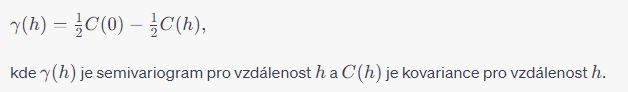 γ(h) = ½C(0) − ½C(h),
kde γ(h) je semivariogram pro vzdálenost h a C(h) je kovariance pro vzdálenost h.